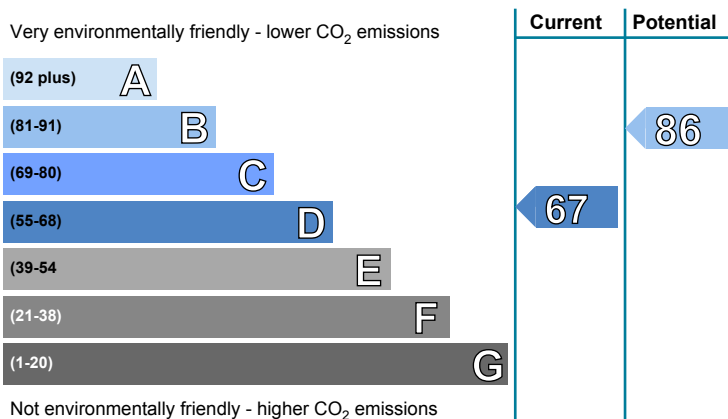 Current Potential
Very environmentally friendly - lower CO2 emissions
(92 plus) A
(81-91) B
86
(69-80) C
(55-68) D
67
(39-54 E
(21-38) F
(1-20) G
Not environmentally friendly - higher CO2 emissions